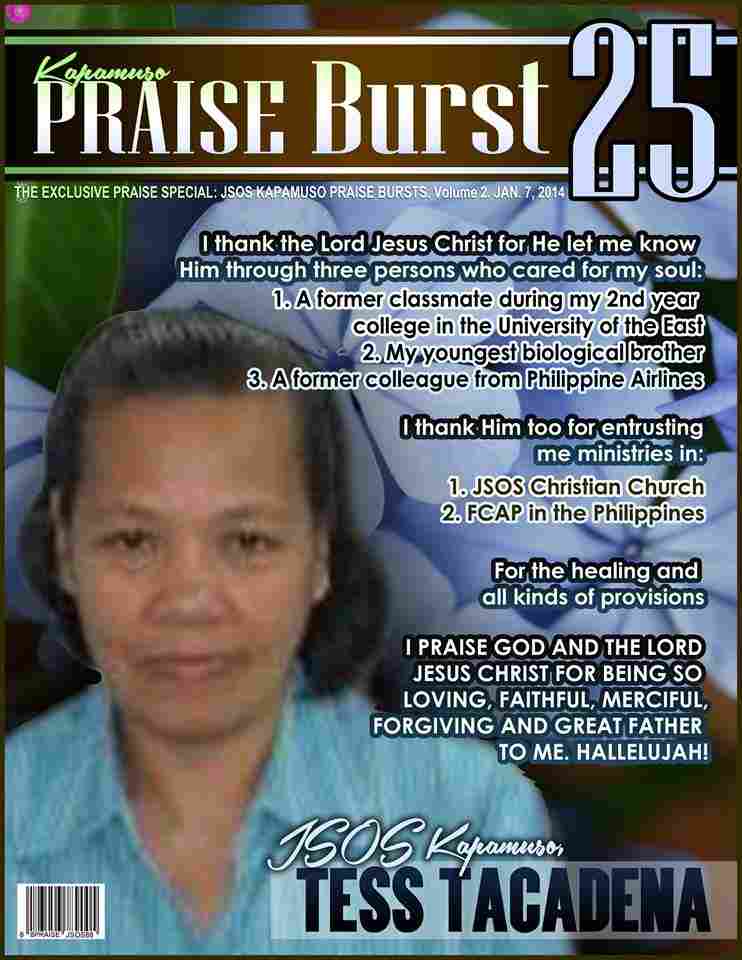 Kapamuso
PRAISE Burst 25
THE EXCLUSIVE PRAISE SPECIAL: JSOS KAPAMUSO PRAISE BURSTS, Volume 2. JAN. 7, 2014
I thank the Lord Jesus Christ for He let me know
Him through three persons who cared for my soul:
1. A former classmate during my 2nd year
college in the University of the East
2. My youngest biological brother
3. A former colleague from Philippine Airlines
I thank Him too for entrusting
me ministries in:
1. JSOS Christian Church
2. FCAP in the Philippines
For the healing and
all kinds of provisions
I PRAISE GOD AND THE LORD
JESUS CHRIST FOR BEING SO
LOVING, FAITHFUL, MERCIFUL,
FORGIVING AND GREAT FATHER
TO ME. HALLELUJAH!
JSOS Kapamuso,
TESS TACADENA